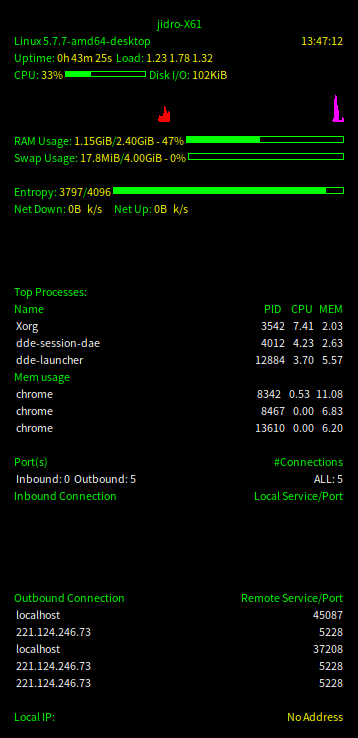 jidro-X61
Linux 5.7.7-amd64-desktop 13:47:12
Uptime: 0h 43m 25s Load: 1.23 1.78 1.32
CPU: 33% Disk I/O: 102KiB
RAM Usage: 1.15GiB/2.40GiB - 47%
Swap Usage: 17.8MiB/4.00GiB - 0%
Entropy: 3797/4096
Net Down: 0B k/s Net Up: 0B k/s
Top Processes:
Name PID CPU MEM
Xorg 3542 7.41 2.03
dde-session-dae 4012 4.23 2.63
dde-launcher 12884 3.70 5.57
Mem usage
chrome 8342 0.53 11.08
chrome 8467 0.00 6.83
chrome 13610 0.00 6.20
Port(s) #Connections
Inbound: 0 Outbound: 5 ALL: 5
Inbound Connection Local Service/Port
Outbound Connection Remote Service/Port
localhost 45087
221.124.246.73 5228
localhost 37208
221.124.246.73 5228
221.124.246.73 5228
Local IP: No Address